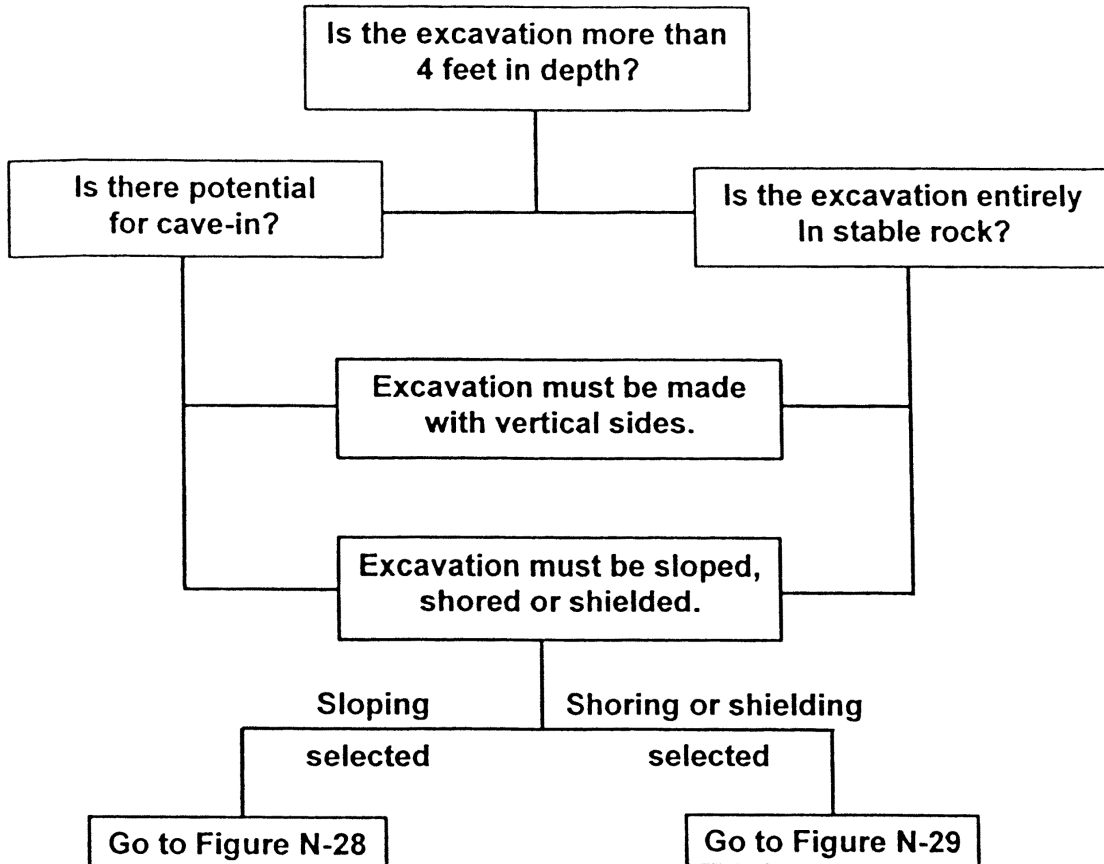 Is the excavation more than
4 feet in depth?
Is there potential
for cave-in?
Is the excavation entirely
In stable rock?
Excavation must be made
with vertical sides.
Excavation must be sloped,
shored or shielded.
Sloping
selected
Shoring or shielding
selected
Go to Figure N-28
Go to Figure N-29